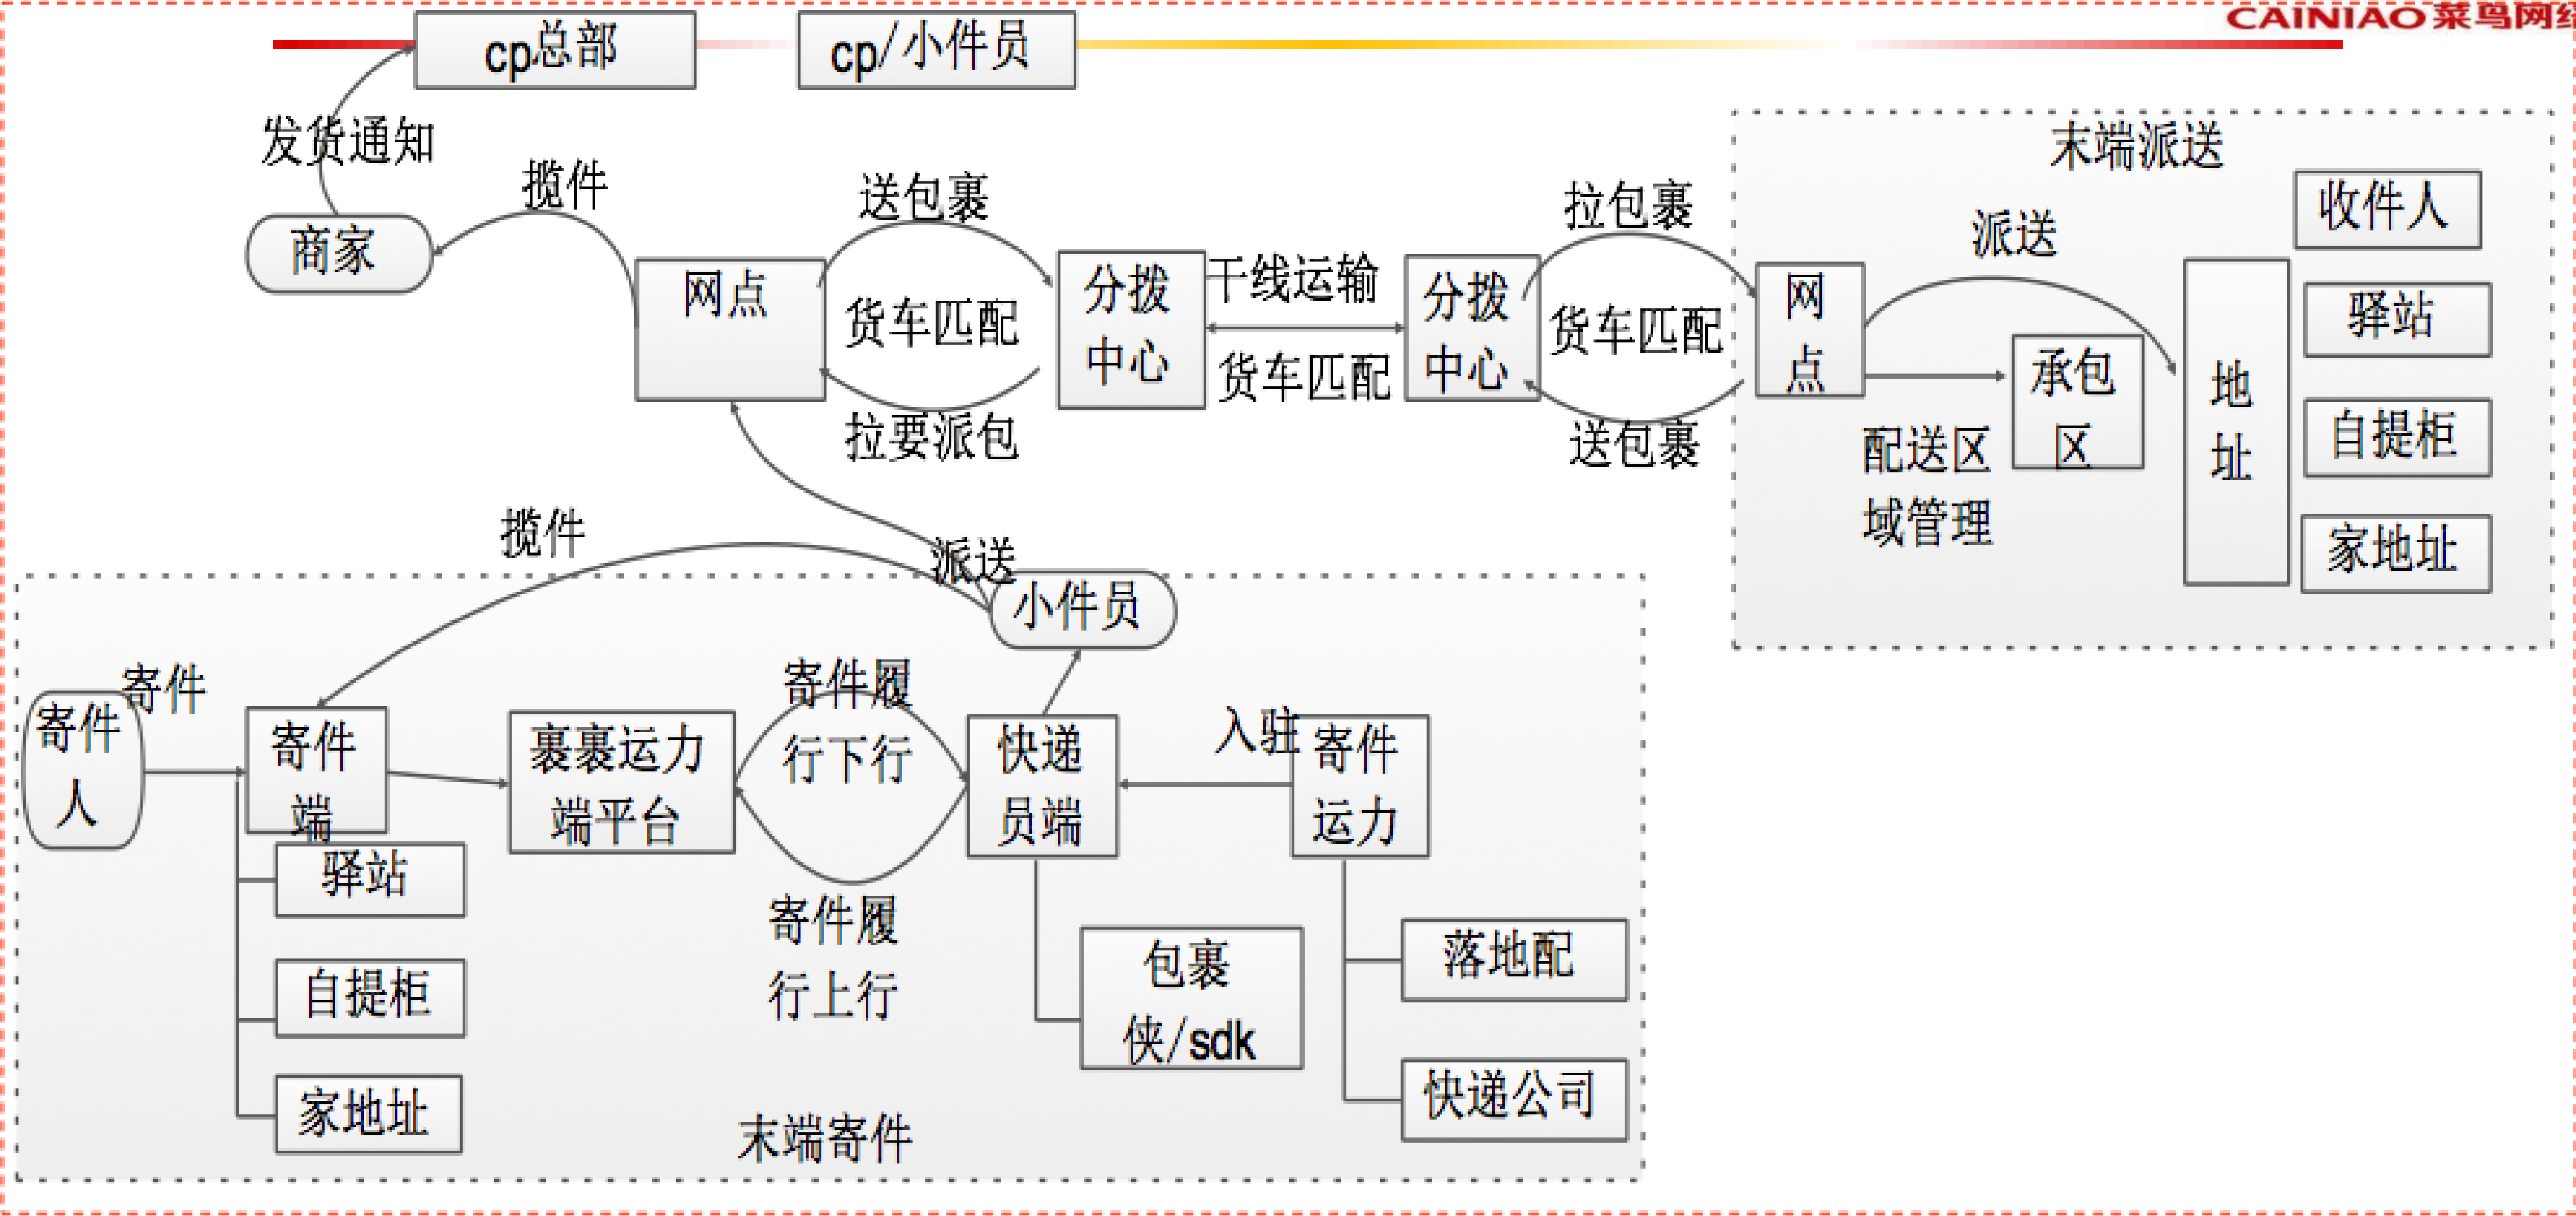 CAINIAO菜鸟网络
cp总部
cp/小件员
发货通知
揽件
商家
网点
送包裹
货车匹配
拉要派包
分拨
中心
干线运输
货车匹配
分拨
中心
拉包裹
货车匹配
送包裹
末端派送
网
点
派送
承包
区
配送区
域管理
地
址
收件人
驿站
自提柜
家地址
揽件
派送
小件员
寄件
人
寄件
寄件
端
驿站
自提柜
家地址
裹裹运力
端平台
寄件履
行下行
寄件履
行上行
快递
员端
入驻
寄件
运力
包裹
侠/sdk
落地配
快递公司
末端寄件